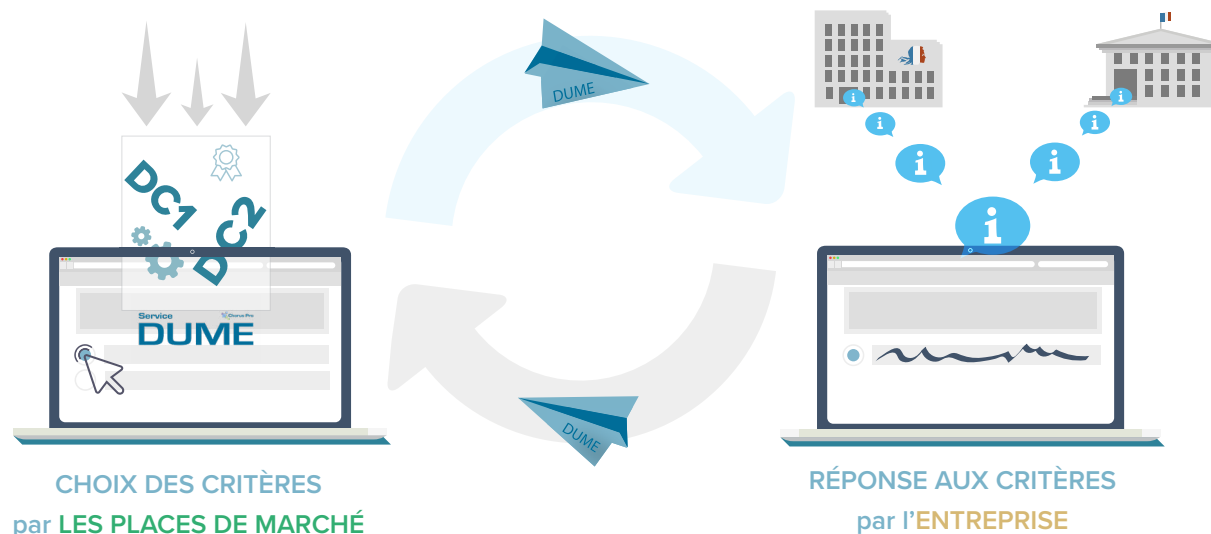 DUME
DC1
DC2
Service Chorus Pro
DUME
DUME
CHOIX DES CRITÈRES
par LES PLACES DE MARCHÉ
RÉPONSE AUX CRITÈRES
par l’ENTREPRISE